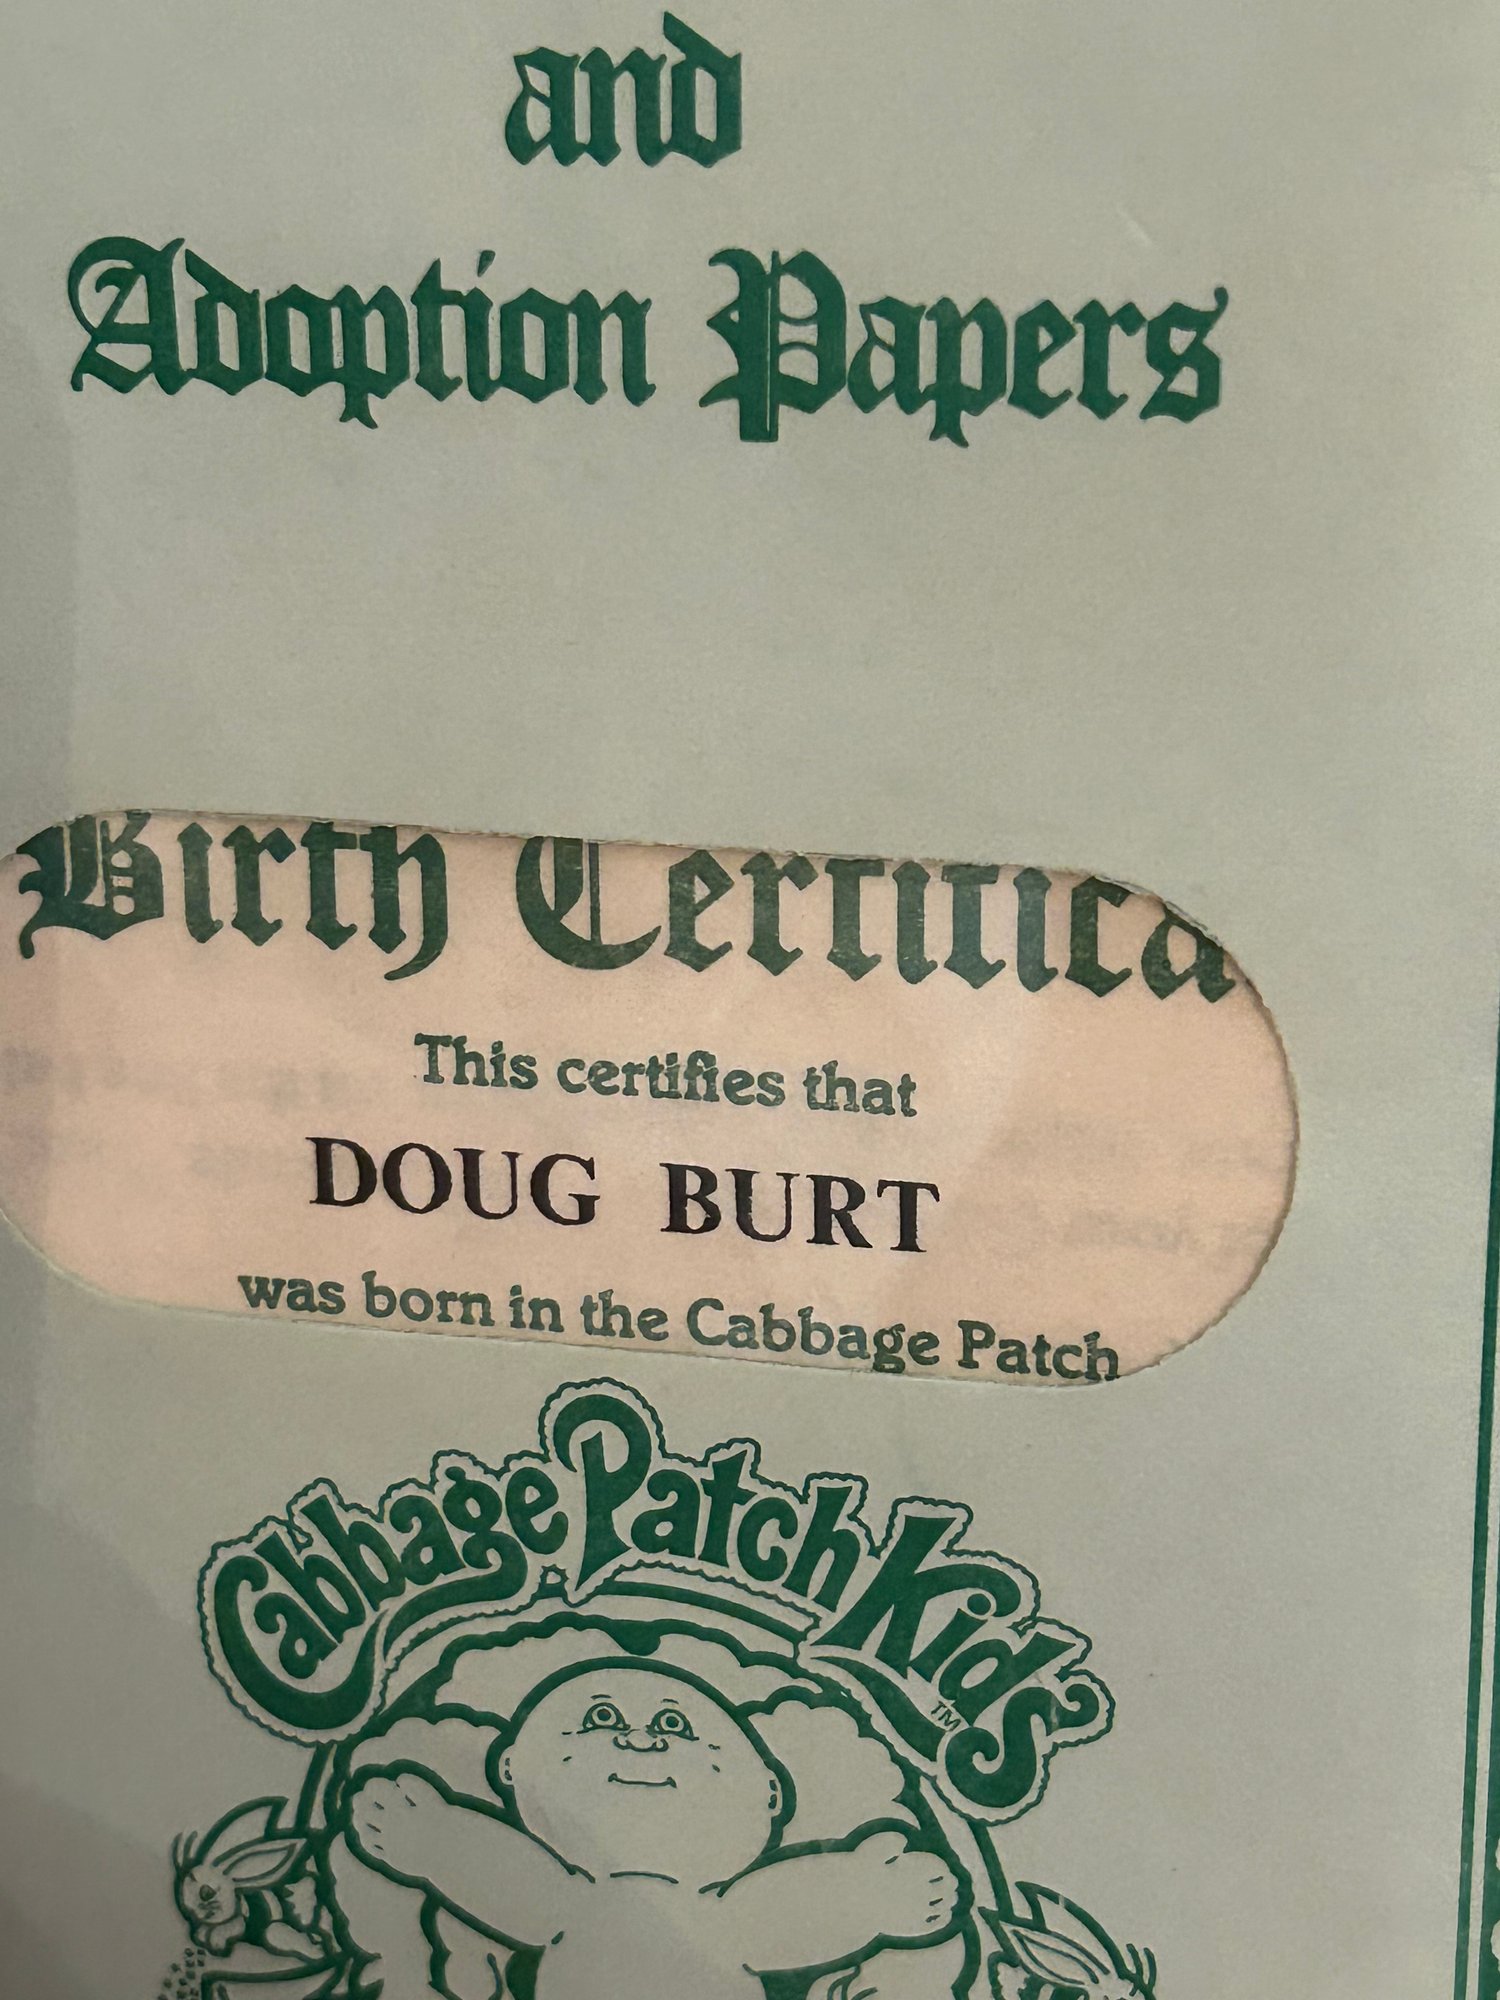 and
Adoption Papers
Birth Certifica
This certifies that
DOUG BURT
was born in the Cabbage Patch
Cabbage Patch Kids
TM